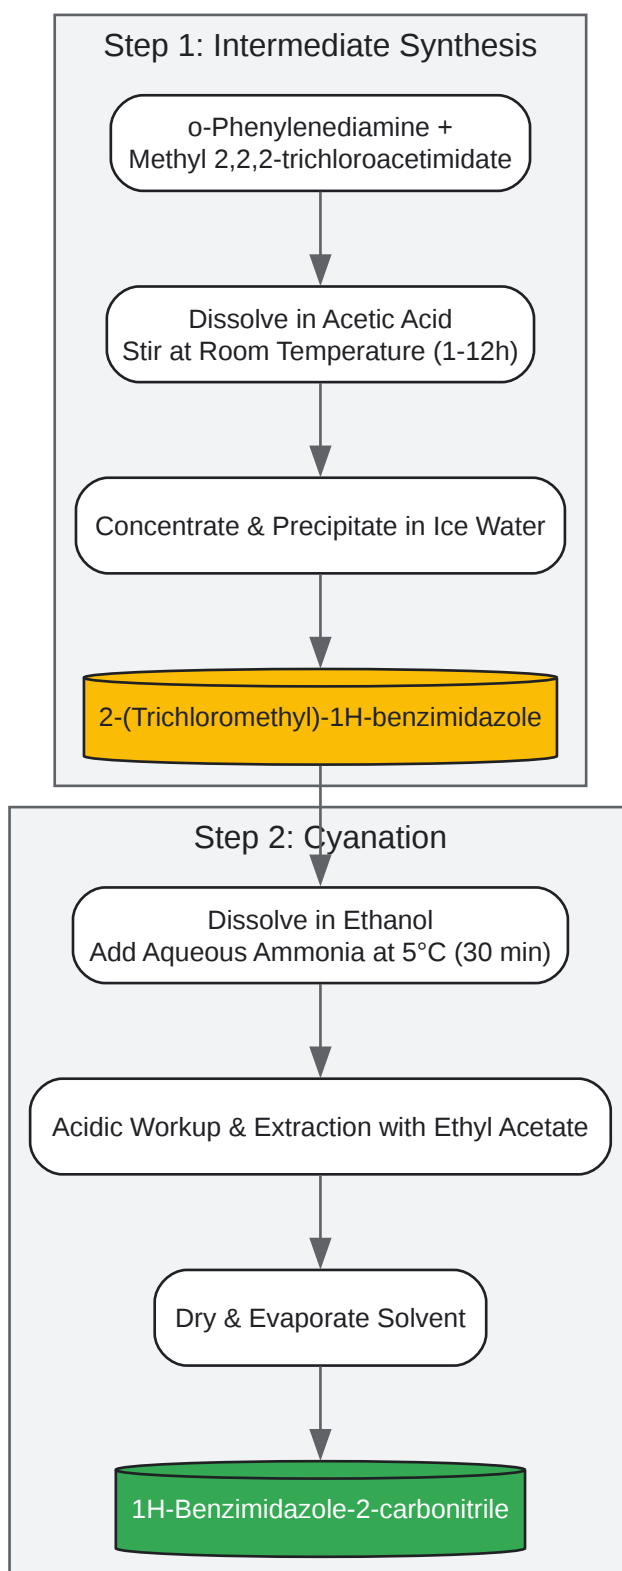 Step 1: Intermediate Synthesis
o-Phenylenediamine +
Methyl 2,2,2-trichloroacetimidate
Dissolve in Acetic Acid
Stir at Room Temperature (1-12h)
Concentrate & Precipitate in Ice Water
2-(Trichloromethyl)-1H-benzimidazole
Step 2: Cyanation
Dissolve in Ethanol
Add Aqueous Ammonia at 5°C (30 min)
Acidic Workup & Extraction with Ethyl Acetate
Dry & Evaporate Solvent
1H-Benzimidazole-2-carbonitrile